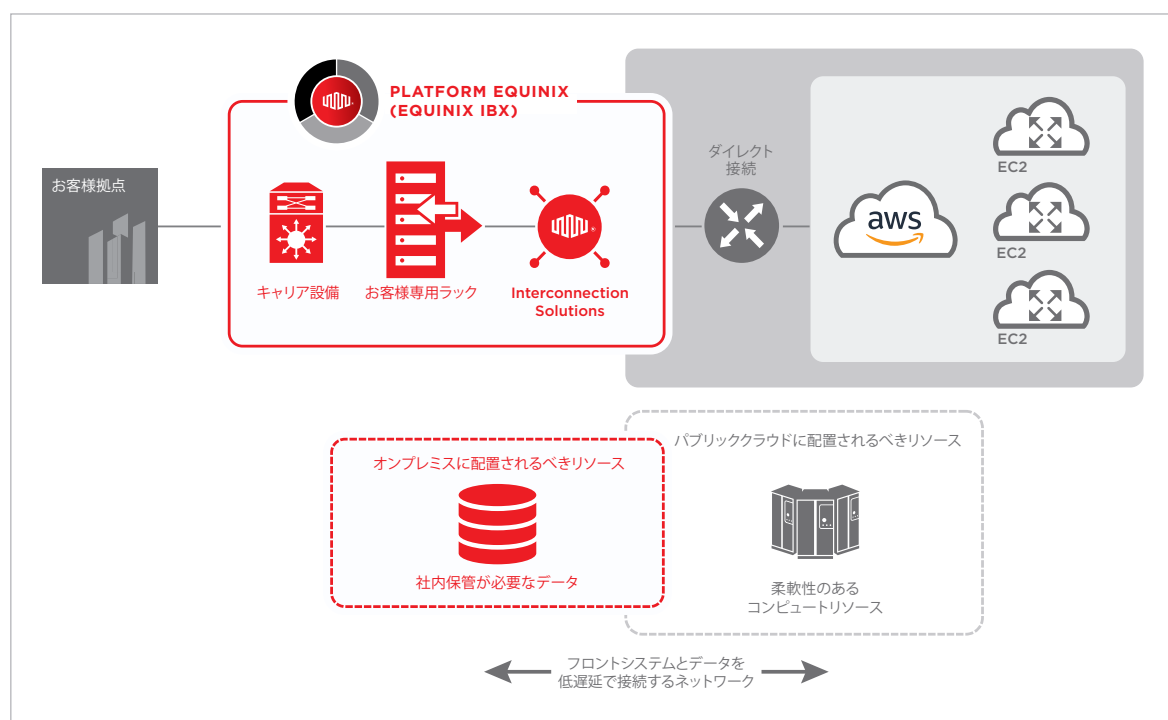 PLATFORM EQUINIX
(EQUINIX IBX)
お客様拠点
キャリア設備
お客様専用ラック
Interconnection
Solutions
ダイレクト
接続
aws
EC2
EC2
EC2
オンプレミスに配置されるべきリソース
社内保管が必要なデータ
パブリッククラウドに配置されるべきリソース
柔軟性のある
コンピュートリソース
フロントシステムとデータを
低遅延で接続するネットワーク